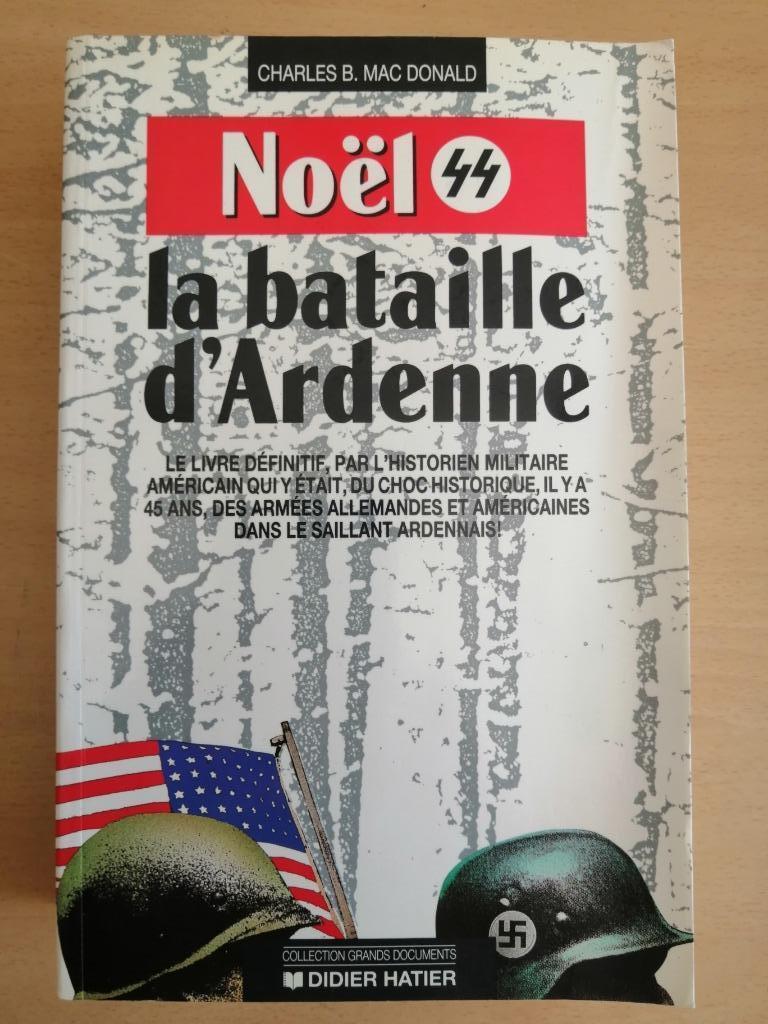 CHARLES B. MAC DONALD
Noël
la bataille
d'Ardenne
LE LIVRE DÉFINITIF, PAR L'HISTORIEN MILITAIRE
AMÉRICAIN QUI Y ÉTAIT, DU CHOC HISTORIQUE, IL Y A
45 ANS, DES ARMÉES ALLEMANDES ET AMÉRICAINES
DANS LE SAILLANT ARDENNAIS!
COLLECTION GRANDS DOCUMENTS
DIDIER HATIER